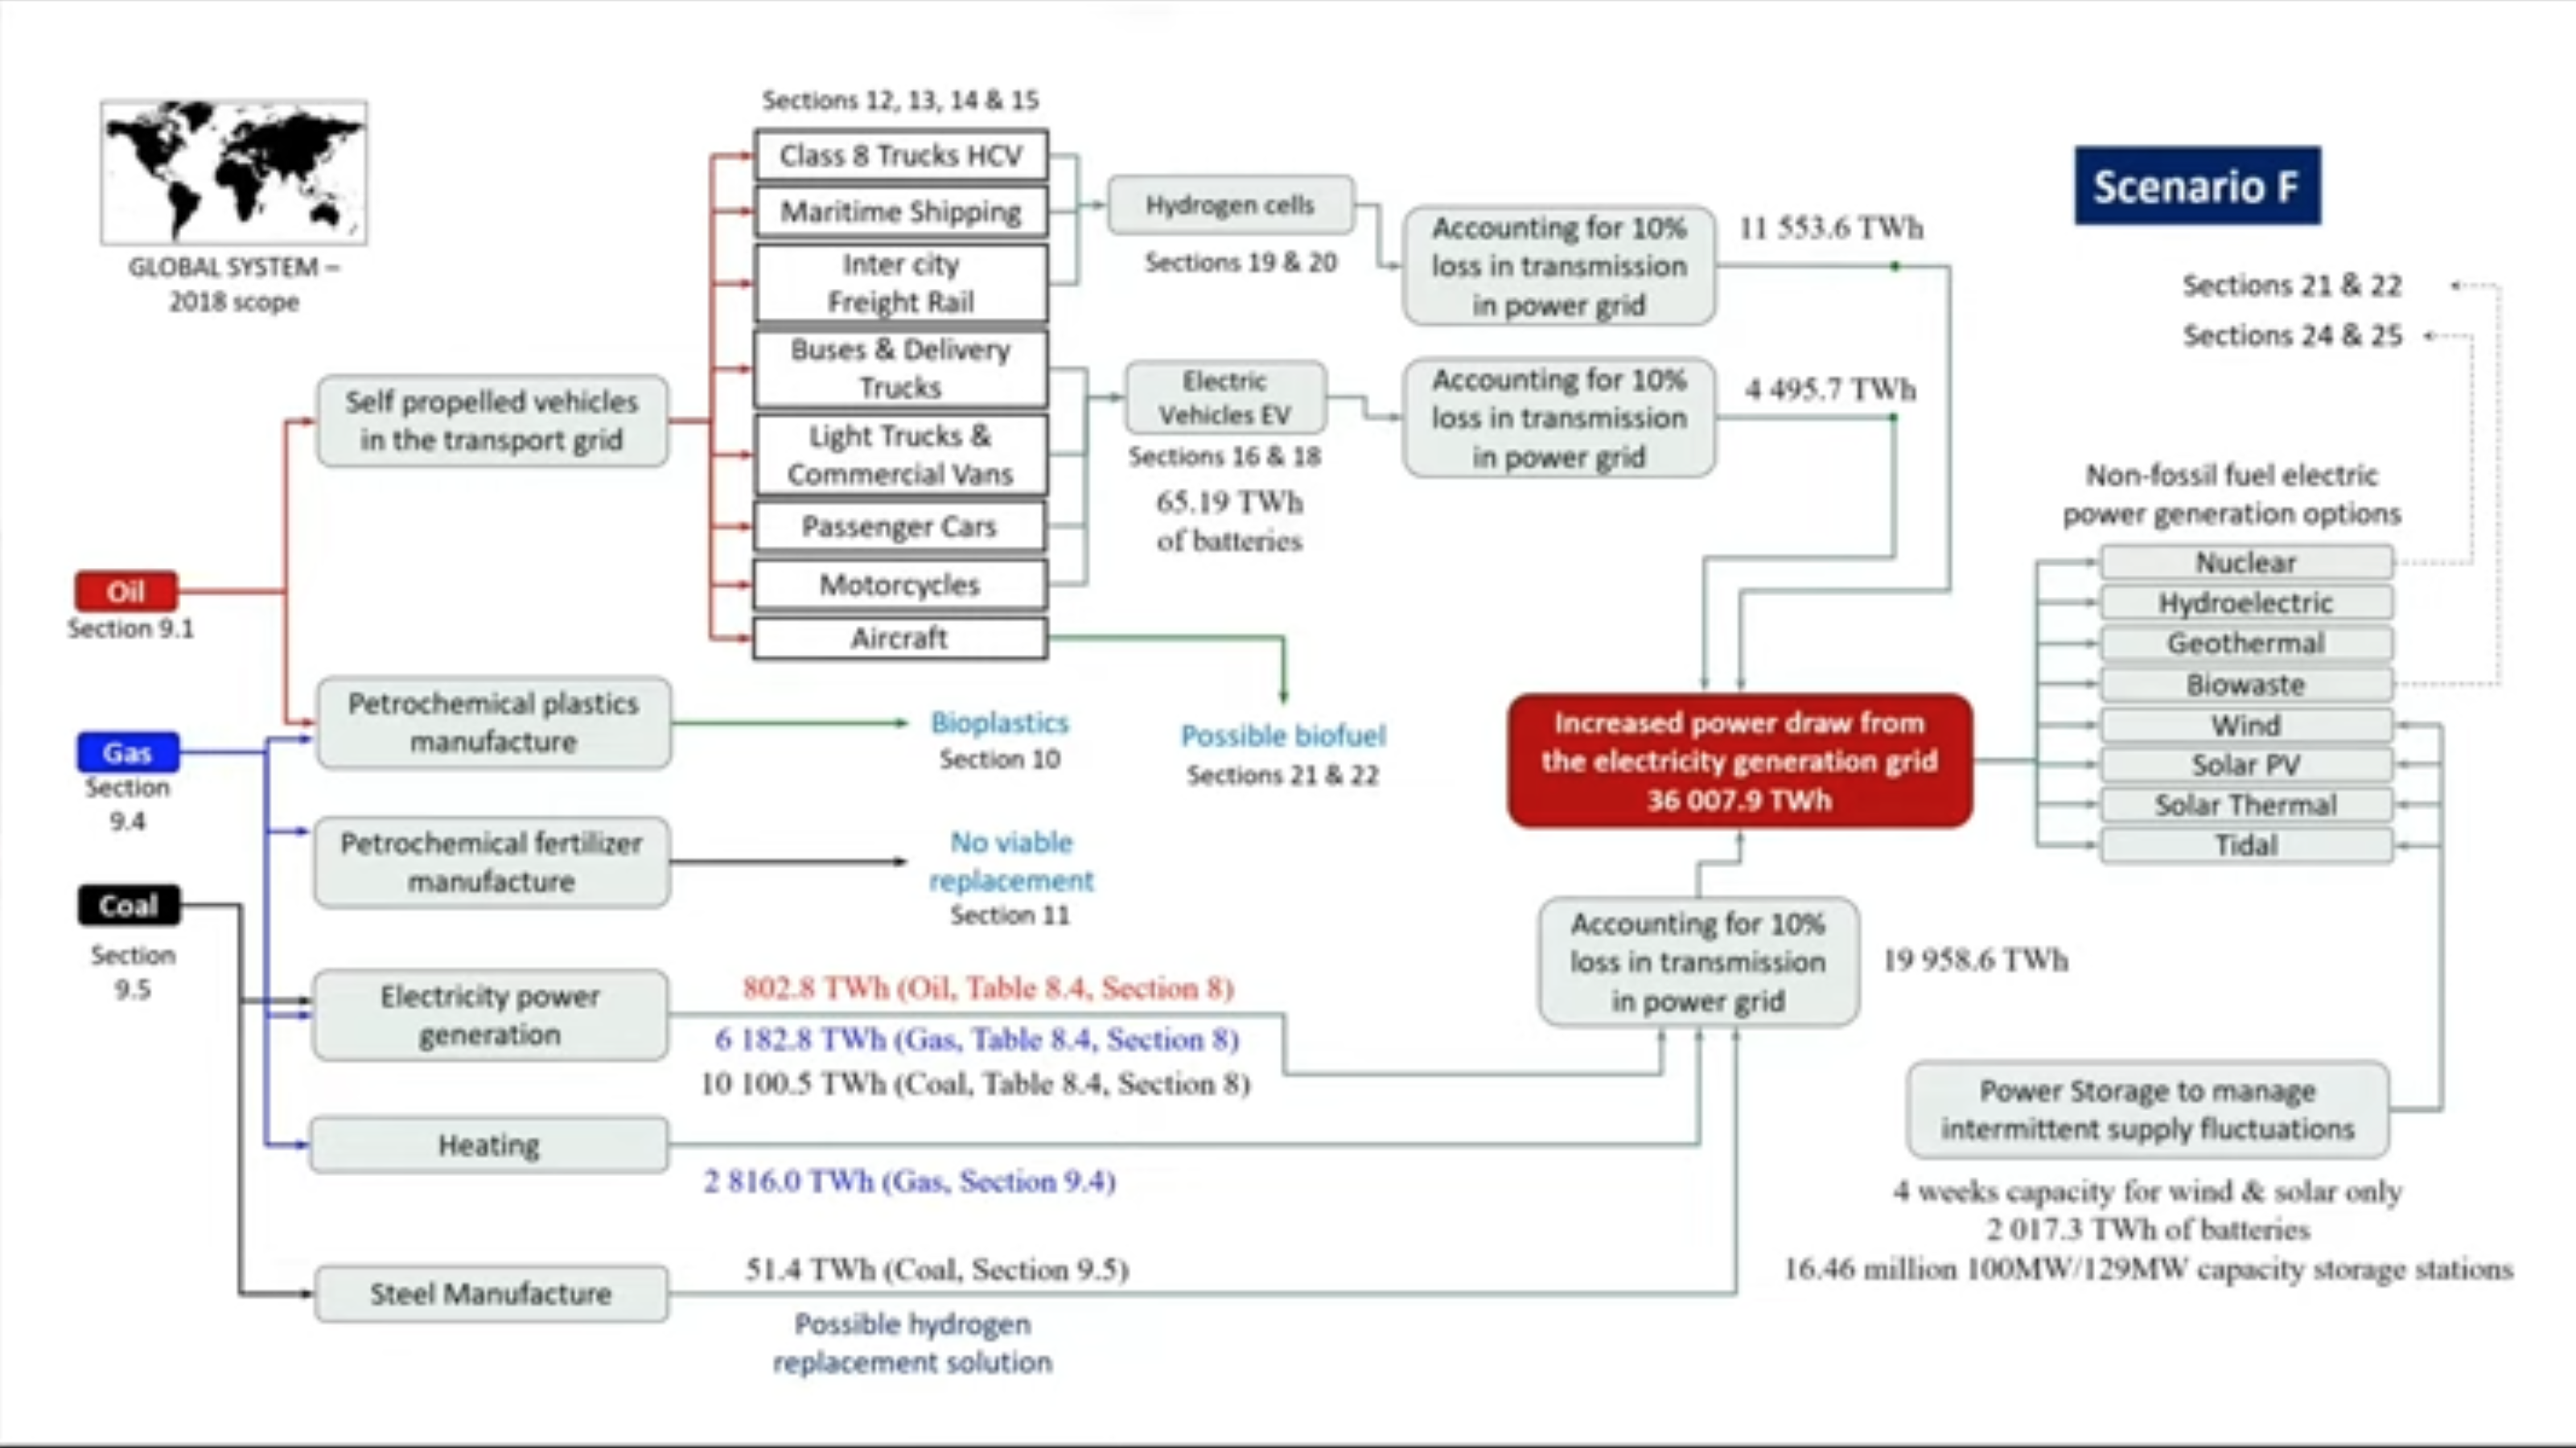 Sections 12, 13, 14 & 15
Class 8 Trucks HCV
Maritime Shipping
Inter city
Freight Rail
Buses & Delivery
Trucks
Light Trucks &
Commercial Vans
Passenger Cars
Motorcycles
Aircraft
GLOBAL SYSTEM –
2018 scope
Self propelled vehicles
in the transport grid
Oil
Section 9.1
Gas
Section
9.4
Coal
Section
9.5
Petrochemical plastics
manufacture
Petrochemical fertilizer
manufacture
Electricity power
generation
Heating
Steel Manufacture
Hydrogen cells
Sections 19 & 20
Electric
Vehicles EV
Sections 16 & 18
65.19 TWh
of batteries
Accounting for 10%
loss in transmission
in power grid
11 553.6 TWh
Accounting for 10%
loss in transmission
in power grid
4 495.7 TWh
Bioplastics
Section 10
Possible biofuel
Sections 21 & 22
No viable
replacement
Section 11
802.8 TWh (Oil, Table 8.4, Section 8)
6 182.8 TWh (Gas, Table 8.4, Section 8)
10 100.5 TWh (Coal, Table 8.4, Section 8)
2 816.0 TWh (Gas, Section 9.4)
51.4 TWh (Coal, Section 9.5)
Possible hydrogen
replacement solution
Increased power draw from
the electricity generation grid
36 007.9 TWh
Accounting for 10%
loss in transmission
in power grid
19 958.6 TWh
Scenario F
Sections 21 & 22
Sections 24 & 25
Non-fossil fuel electric
power generation options
Nuclear
Hydroelectric
Geothermal
Biowaste
Wind
Solar PV
Solar Thermal
Tidal
Power Storage to manage
intermittent supply fluctuations
4 weeks capacity for wind & solar only
2 017.3 TWh of batteries
16.46 million 100MW/129MW capacity storage stations